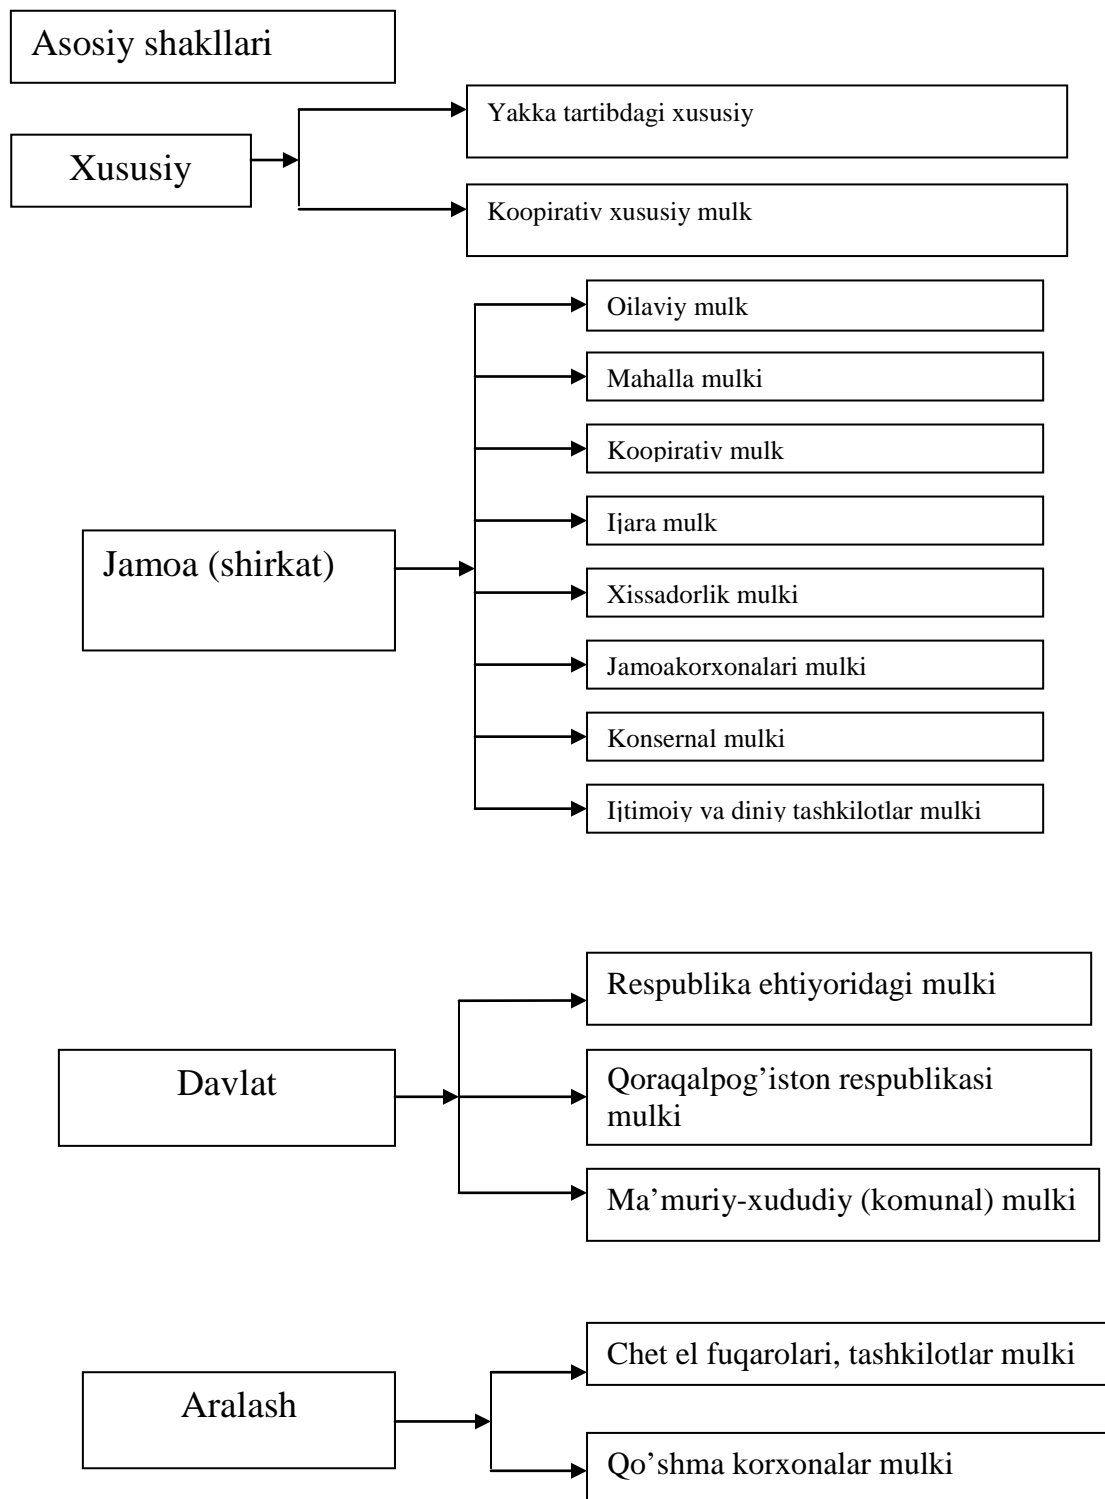 Asosiy shakllari
Yakka tartibdagi xususiy
Xususiy
Koopirativ xususiy mulk
Oilaviy mulk
Mahalla mulki
Koopirativ mulk
Ijara mulk
Jamoa (shirkat)
Xissadorlik mulki
Jamoakorxonalari mulki
Konsernal mulki
Ijtimoiy va diniy tashkilotlar mulki
Respublika ehtiyoridagi mulki
Davlat
Qoraqalpog’iston respublikasi
mulki
Ma’muriy-xududiy (komunal) mulki
Chet el fuqarolari, tashkilotlar mulki
Aralash
Qo’shma korxonalar mulki